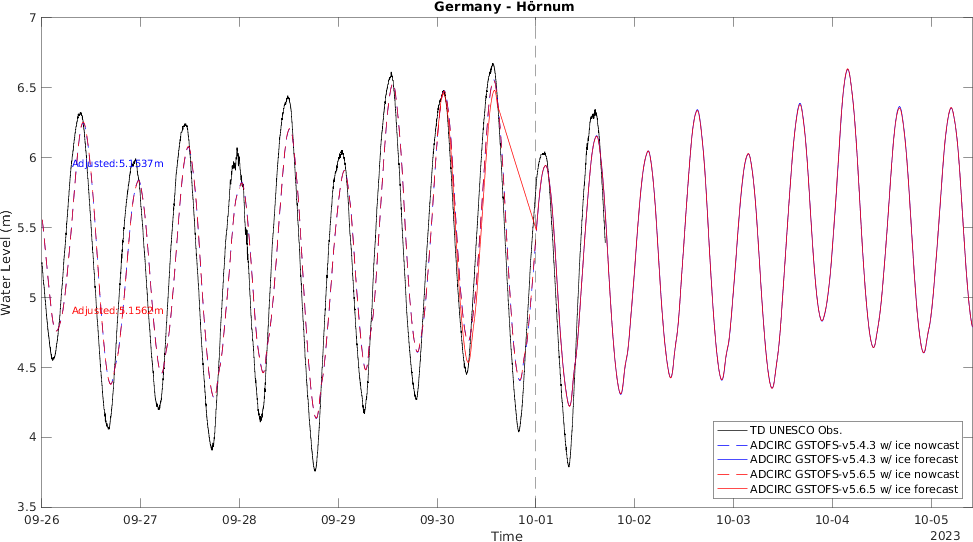 Germany - Hörnum
7
6.5
6
5.5
5
4.5
4
3.5
Water Level (m)
Adjusted:5.1537m
Adjusted:5.1562m
TD UNESCO Obs.
ADCIRC GSTOFS-v5.4.3 w/ ice nowcast
ADCIRC GSTOFS-v5.4.3 w/ ice forecast
ADCIRC GSTOFS-v5.6.5 w/ ice nowcast
ADCIRC GSTOFS-v5.6.5 w/ ice forecast
09-26 09-27 09-28 09-29 09-30 10-01 10-02 10-03 10-04 10-05
Time
2023